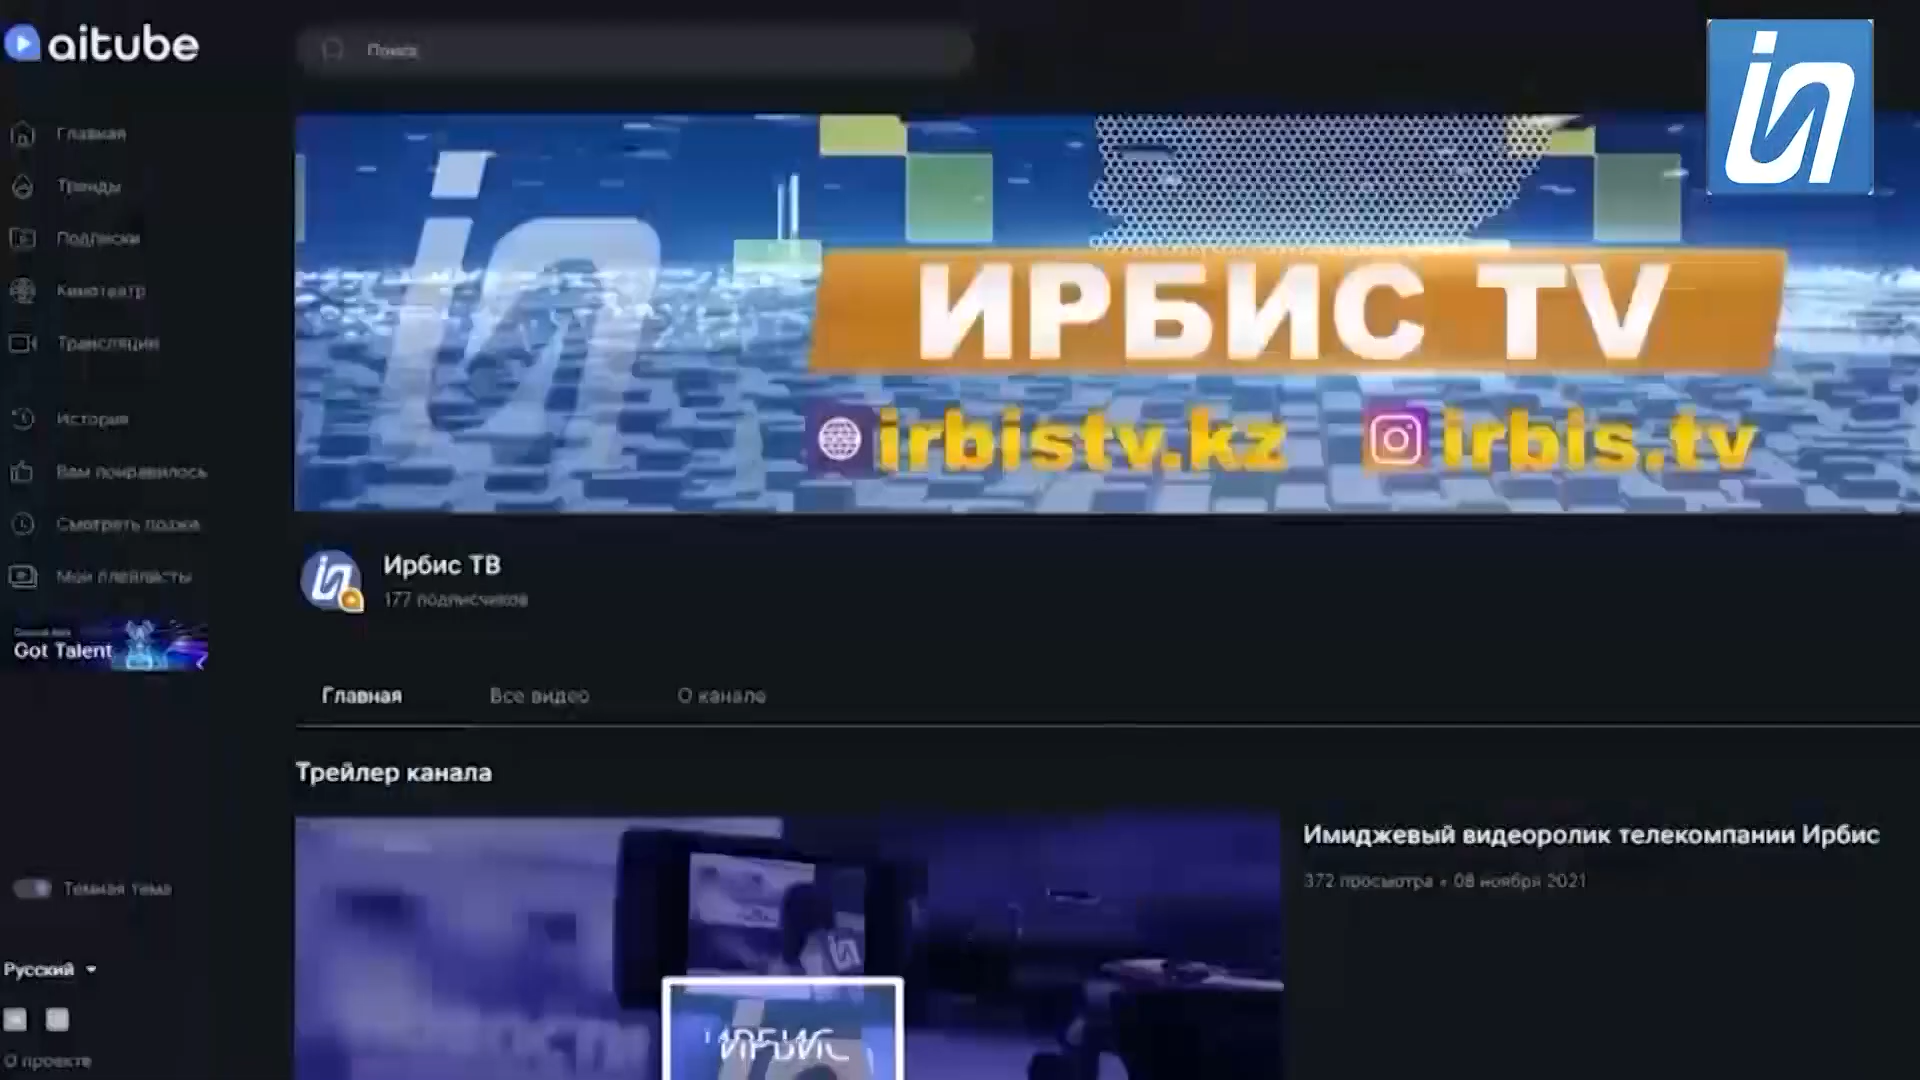 aitube
Поиск
Главная
Тренды
Подписки
Кинотеатр
Трансляции
История
Вам понравилось
Смотреть позже
Мои плейлисты
Got Talent
Темная тема
Русский
О проекте
ИРБИС TV
irbistv.kz
irbis.tv
Ирбис ТВ
177 подписчиков
Главная
Все видео
О канале
Трейлер канала
Имиджевый видеоролик телекомпании Ирбис
372 просмотра • 08 ноября 2021
ИРБИС